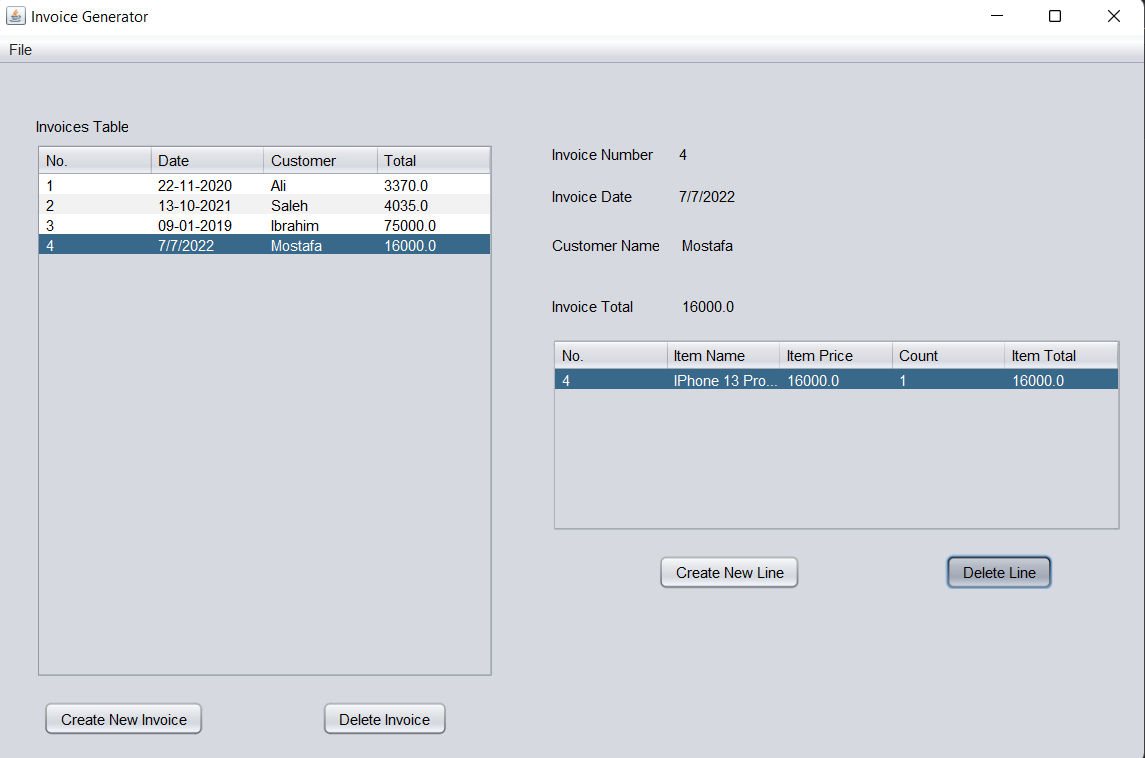 Invoice Generator
File
Invoices Table
No. Date Customer Total
1 22-11-2020 Ali 3370.0
2 13-10-2021 Saleh 4035.0
3 09-01-2019 Ibrahim 75000.0
4 7/7/2022 Mostafa 16000.0
Create New Invoice Delete Invoice
Invoice Number 4
Invoice Date 7/7/2022
Customer Name Mostafa
Invoice Total 16000.0
No. Item Name Item Price Count Item Total
4 IPhone 13 Pro... 16000.0 1 16000.0
Create New Line Delete Line